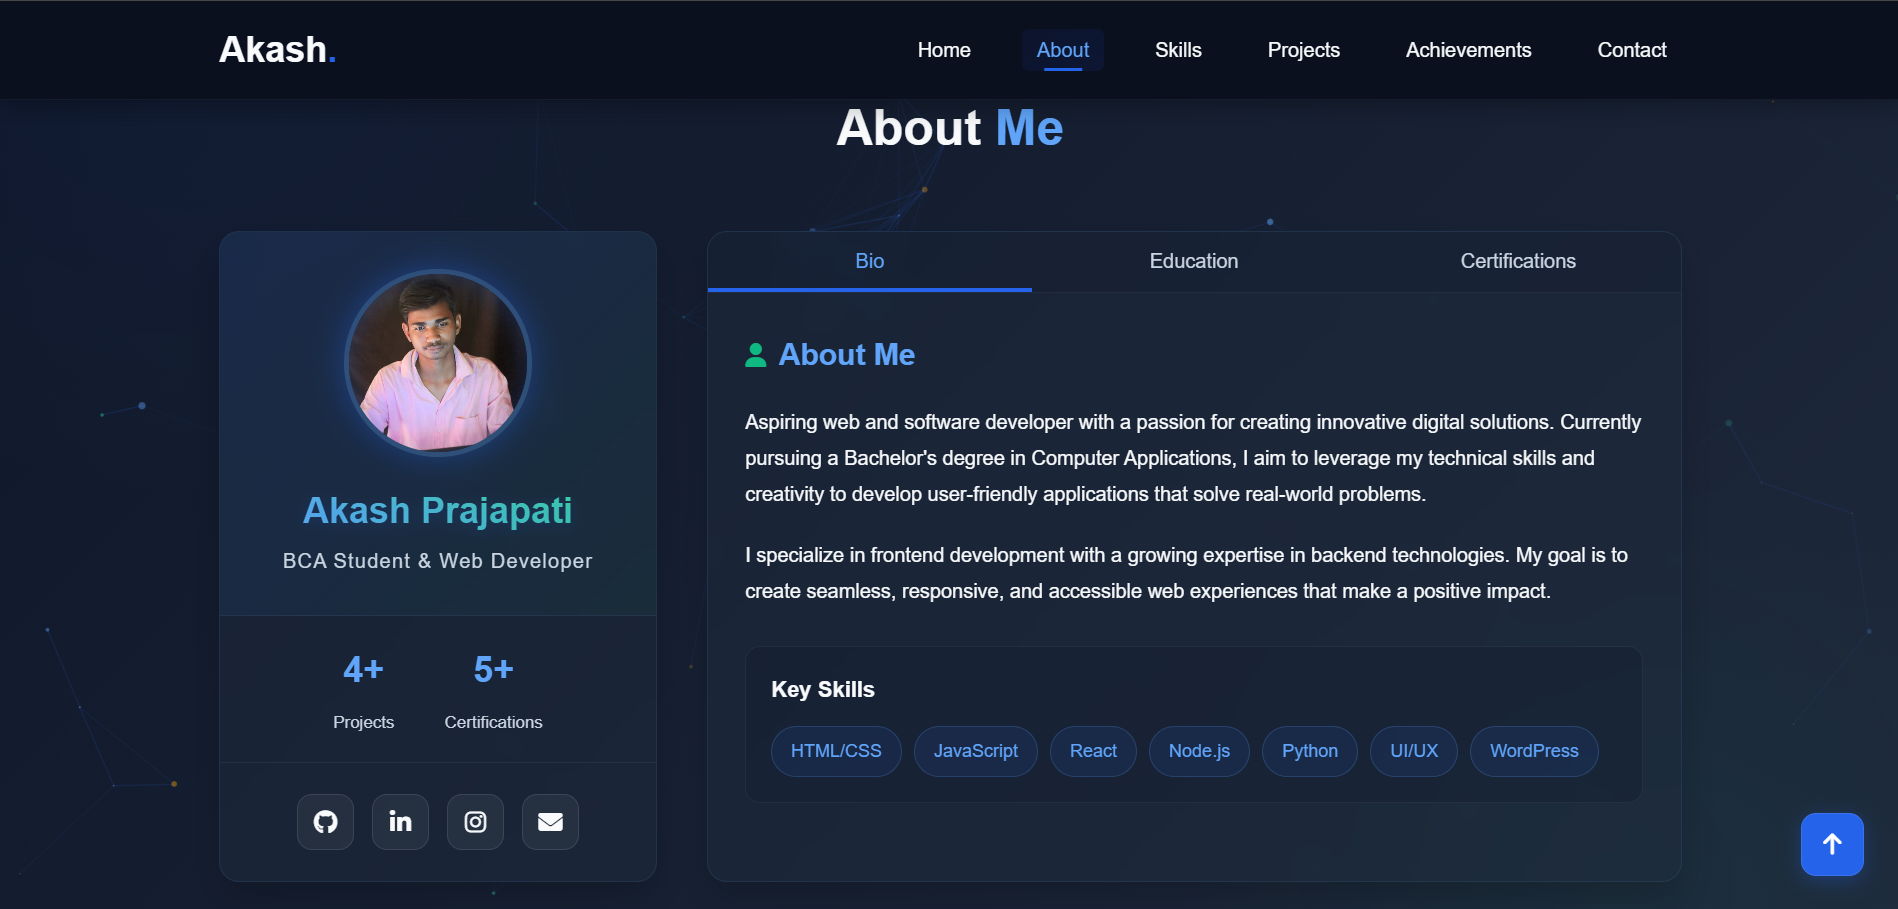 Akash.
Home About Skills Projects Achievements Contact
About Me
Akash Prajapati
BCA Student & Web Developer
4+ 5+
Projects Certifications
Bio Education Certifications
About Me
Aspiring web and software developer with a passion for creating innovative digital solutions. Currently
pursuing a Bachelor's degree in Computer Applications, I aim to leverage my technical skills and
creativity to develop user-friendly applications that solve real-world problems.
I specialize in frontend development with a growing expertise in backend technologies. My goal is to
create seamless, responsive, and accessible web experiences that make a positive impact.
Key Skills
HTML/CSS JavaScript React Node.js Python UI/UX WordPress